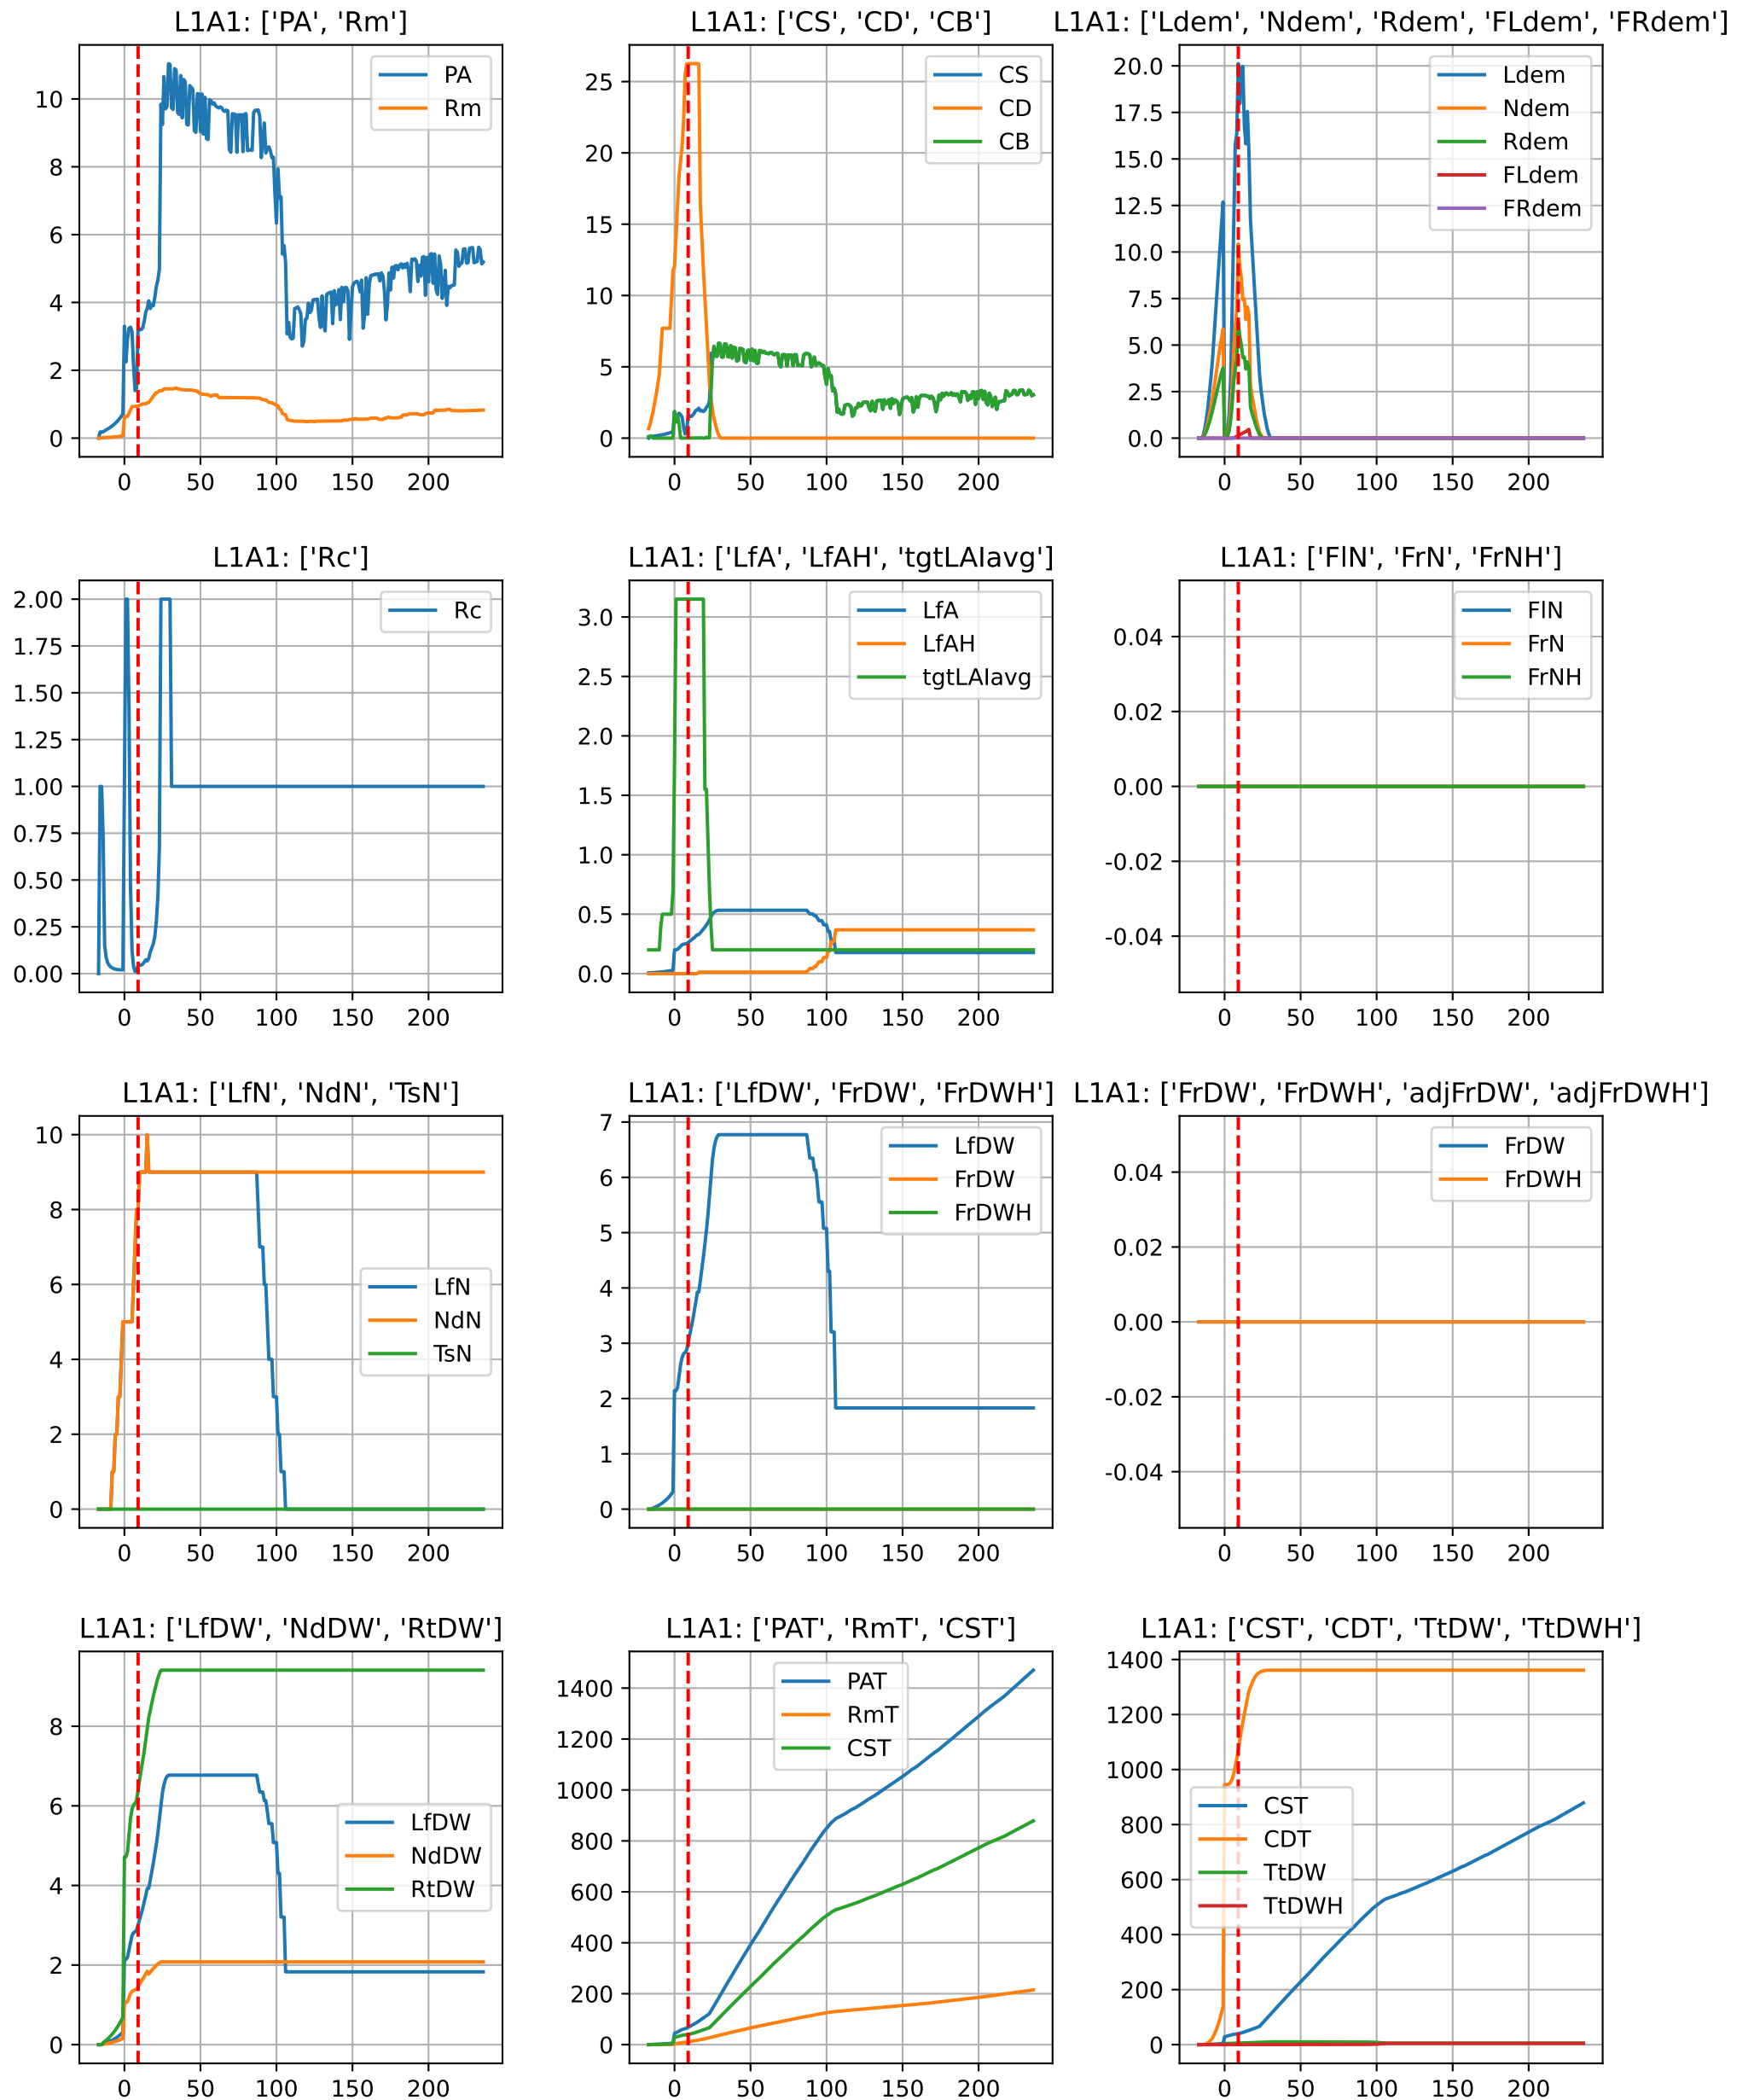 L1A1: ['PA', 'Rm']
PA
Rm
10
8
6
4
2
0
0 50 100 150 200
L1A1: ['CS', 'CD', 'CB']
CS
CD
CB
25
20
15
10
5
0
0 50 100 150 200
L1A1: ['Ldem', 'Ndem', 'Rdem', 'FLdem', 'FRdem']
Ldem
Ndem
Rdem
FLdem
FRdem
20.0
17.5
15.0
12.5
10.0
7.5
5.0
2.5
0.0
0 50 100 150 200
L1A1: ['Rc']
Rc
2.00
1.75
1.50
1.25
1.00
0.75
0.50
0.25
0.00
0 50 100 150 200
L1A1: ['LfA', 'LfAH', 'tgtLAIavg']
LfA
LfAH
tgtLAIavg
3.0
2.5
2.0
1.5
1.0
0.5
0.0
0 50 100 150 200
L1A1: ['FlN', 'FrN', 'FrNH']
FlN
FrN
FrNH
0.04
0.02
0.00
-0.02
-0.04
0 50 100 150 200
L1A1: ['LfN', 'NdN', 'TsN']
LfN
NdN
TsN
10
8
6
4
2
0
0 50 100 150 200
L1A1: ['LfDW', 'FrDW', 'FrDWH']
LfDW
FrDW
FrDWH
7
6
5
4
3
2
1
0
0 50 100 150 200
L1A1: ['FrDW', 'FrDWH', 'adjFrDW', 'adjFrDWH']
FrDW
FrDWH
0.04
0.02
0.00
-0.02
-0.04
0 50 100 150 200
L1A1: ['LfDW', 'NdDW', 'RtDW']
LfDW
NdDW
RtDW
8
6
4
2
0
0 50 100 150 200
L1A1: ['PAT', 'RmT', 'CST']
PAT
RmT
CST
1400
1200
1000
800
600
400
200
0
0 50 100 150 200
L1A1: ['CST', 'CDT', 'TtDW', 'TtDWH']
CST
CDT
TtDW
TtDWH
1400
1200
1000
800
600
400
200
0
0 50 100 150 200